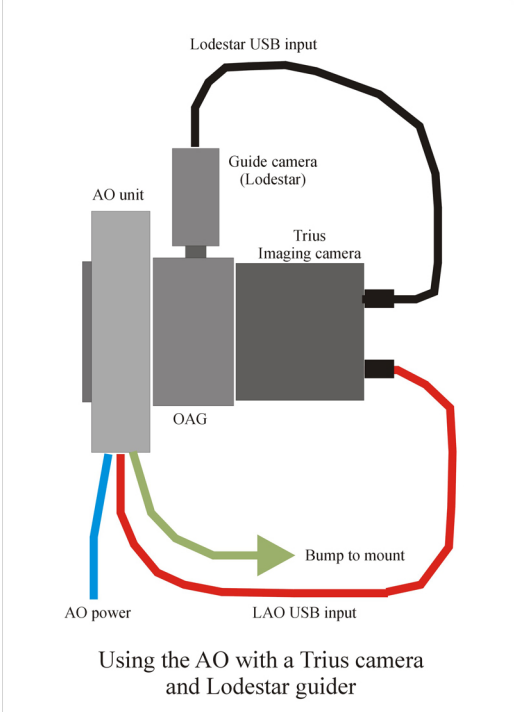 Lodestar USB input
Guide camera
(Lodestar)
AO unit
Trius
Imaging camera
OAG
Bump to mount
AO power
LAO USB input
Using the AO with a Trius camera
and Lodestar guider